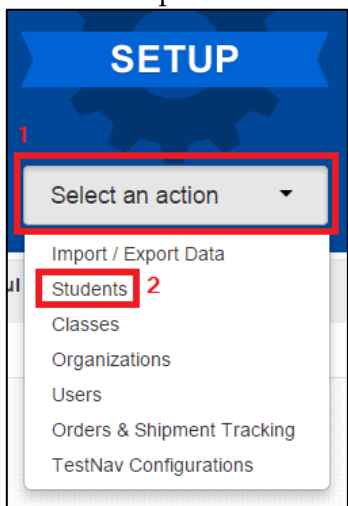 SETUP
1
Select an action
Import / Export Data
Students 2
Classes
Organizations
Users
Orders & Shipment Tracking
TestNav Configurations